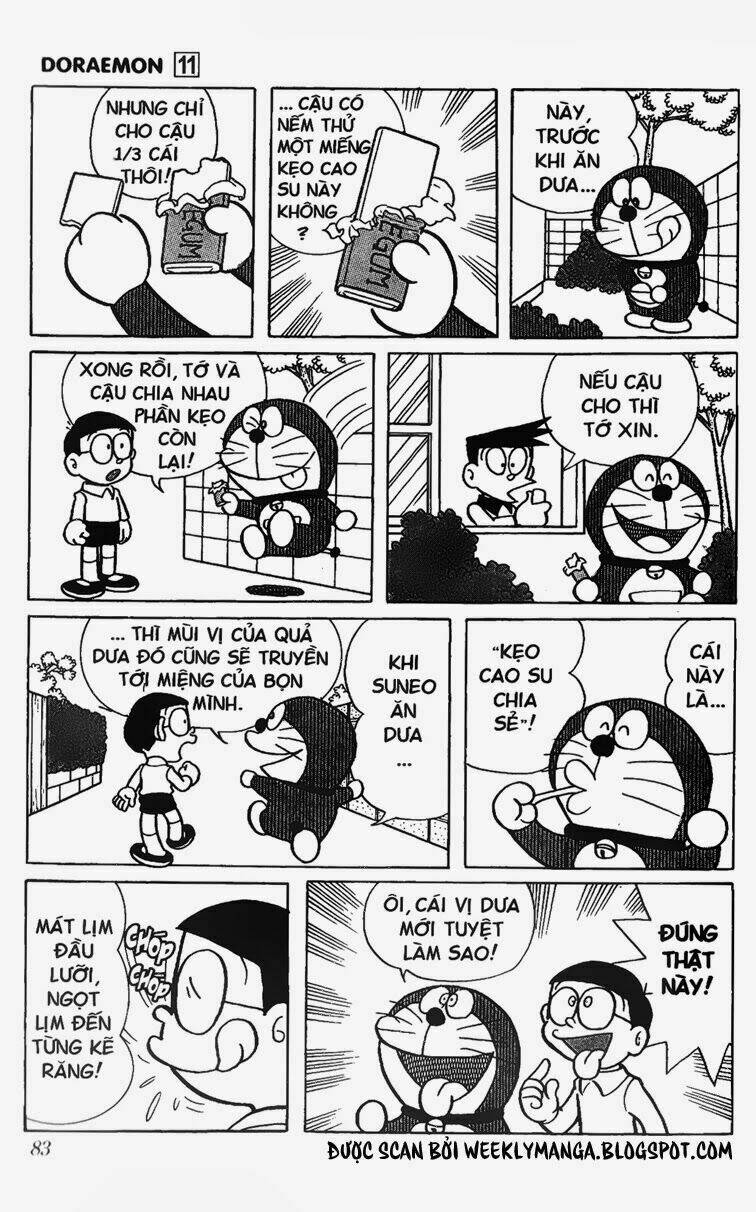 DORAEMON 11
NÀY,
TRƯỚC
KHI ĂN
DƯA...
... CẬU CÓ
NẾM THỬ
MỘT MIẾNG
KẸO CAO
SU NÀY
KHÔNG
?
EGUM
NHƯNG CHỈ
CHO CẬU
1/3 CÁI
THÔI!
EGUM
NẾU CẬU
CHO THÌ
TỚ XIN.
XONG RỒI, TỚ VÀ
CẬU CHIA NHAU
PHẦN KẸO
CÒN
LẠI!
CÁI
NÀY
LÀ...
"KẸO
CAO SU
CHIA
SẺ"!
KHI
SUNEO
ĂN
DƯA
...
... THÌ MÙI VỊ CỦA QUẢ
DƯA ĐÓ CŨNG SẼ TRUYỀN
TỚI MIỆNG CỦA BỌN
MÌNH.
ĐÚNG
THẬT
NÀY!
ÔI, CÁI VỊ DƯA
MỚI TUYỆT
LÀM SAO!
CHÓP
CHÓP
MÁT LỊM
ĐẦU
LƯỠI,
NGỌT
LỊM ĐẾN
TỪNG KẼ
RĂNG!
83
ĐƯỢC SCAN BỞI WEEKLYMANGA.BLOGSPOT.COM